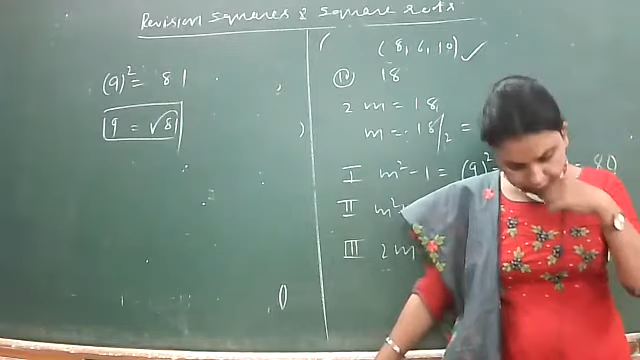 Revision squares & square roots
(9)² = 81
9 = √81
(8, 6, 10) ✓
(iv) 18
2m = 18
m = 18/2 =
I m² - 1 = (9)² = 80
II m²
III 2m